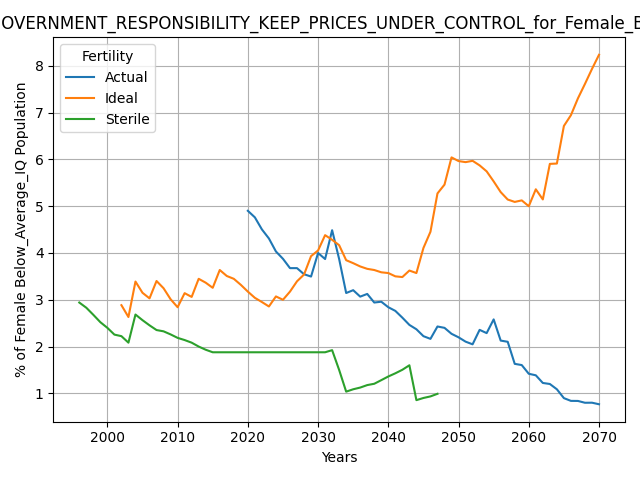 OVERNMENT_RESPONSIBILITY_KEEP_PRICES_UNDER_CONTROL_for_Female_B
% of Female Below_Average_IQ Population
Fertility
Actual
Ideal
Sterile
8
7
6
5
4
3
2
1
2000 2010 2020 2030 2040 2050 2060 2070
Years